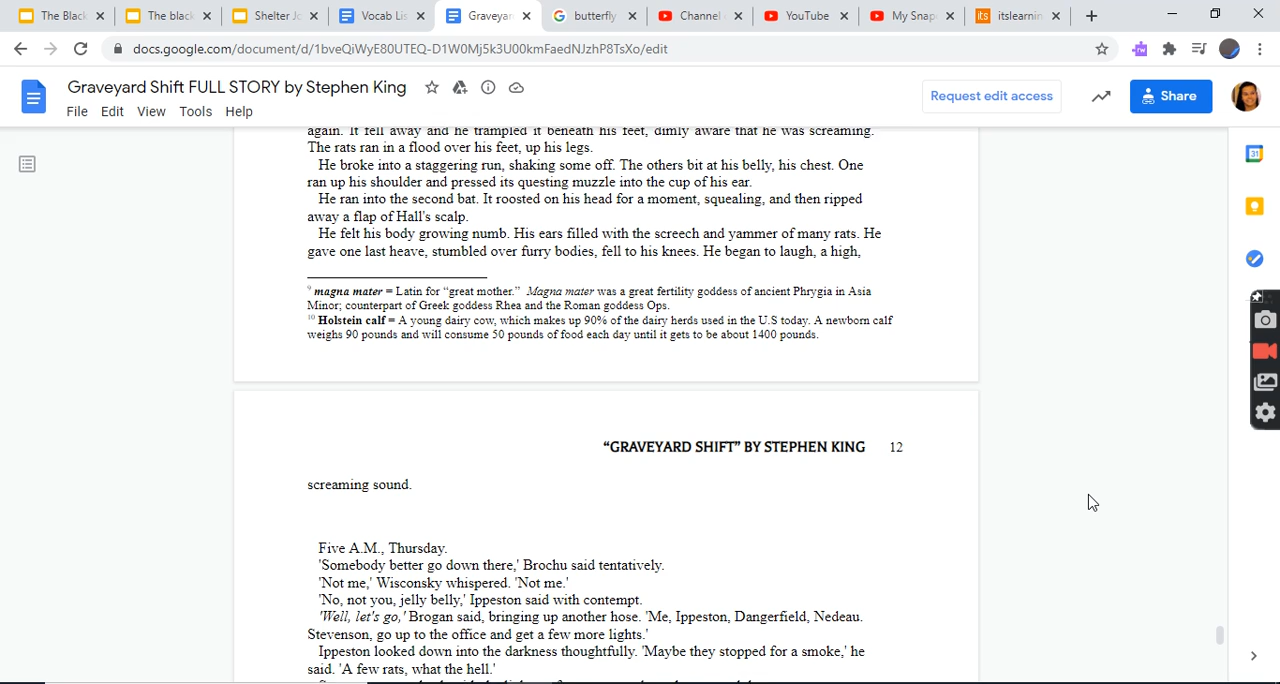 The Black
The black
Shelter Jo
Vocab Lis
Graveyar
butterfly
Channel
YouTube
My Snap
its itslearnin
docs.google.com/document/d/1bveQiWyE80UTEQ-D1W0Mj5k3U00kmFaedNJzhP8TsXo/edit
rw
Graveyard Shift FULL STORY by Stephen King
File Edit View Tools Help
Request edit access
Share
31
again. It fell away and he trampled it beneath his feet, dimly aware that he was screaming.
The rats ran in a flood over his feet, up his legs.
He broke into a staggering run, shaking some off. The others bit at his belly, his chest. One
ran up his shoulder and pressed its questing muzzle into the cup of his ear.
He ran into the second bat. It roosted on his head for a moment, squealing, and then ripped
away a flap of Hall's scalp.
He felt his body growing numb. His ears filled with the screech and yammer of many rats. He
gave one last heave, stumbled over furry bodies, fell to his knees. He began to laugh, a high,
9 magna mater = Latin for “great mother.” Magna mater was a great fertility goddess of ancient Phrygia in Asia
Minor; counterpart of Greek goddess Rhea and the Roman goddess Ops.
10 Holstein calf = A young dairy cow, which makes up 90% of the dairy herds used in the U.S today. A newborn calf
weighs 90 pounds and will consume 50 pounds of food each day until it gets to be about 1400 pounds.
“GRAVEYARD SHIFT” BY STEPHEN KING 12
screaming sound.
Five A.M., Thursday.
'Somebody better go down there,' Brochu said tentatively.
'Not me,' Wisconsky whispered. 'Not me.'
'No, not you, jelly belly,' Ippeston said with contempt.
'Well, let's go,' Brogan said, bringing up another hose. 'Me, Ippeston, Dangerfield, Nedeau.
Stevenson, go up to the office and get a few more lights.'
Ippeston looked down into the darkness thoughtfully. 'Maybe they stopped for a smoke,' he
said. 'A few rats, what the hell.'